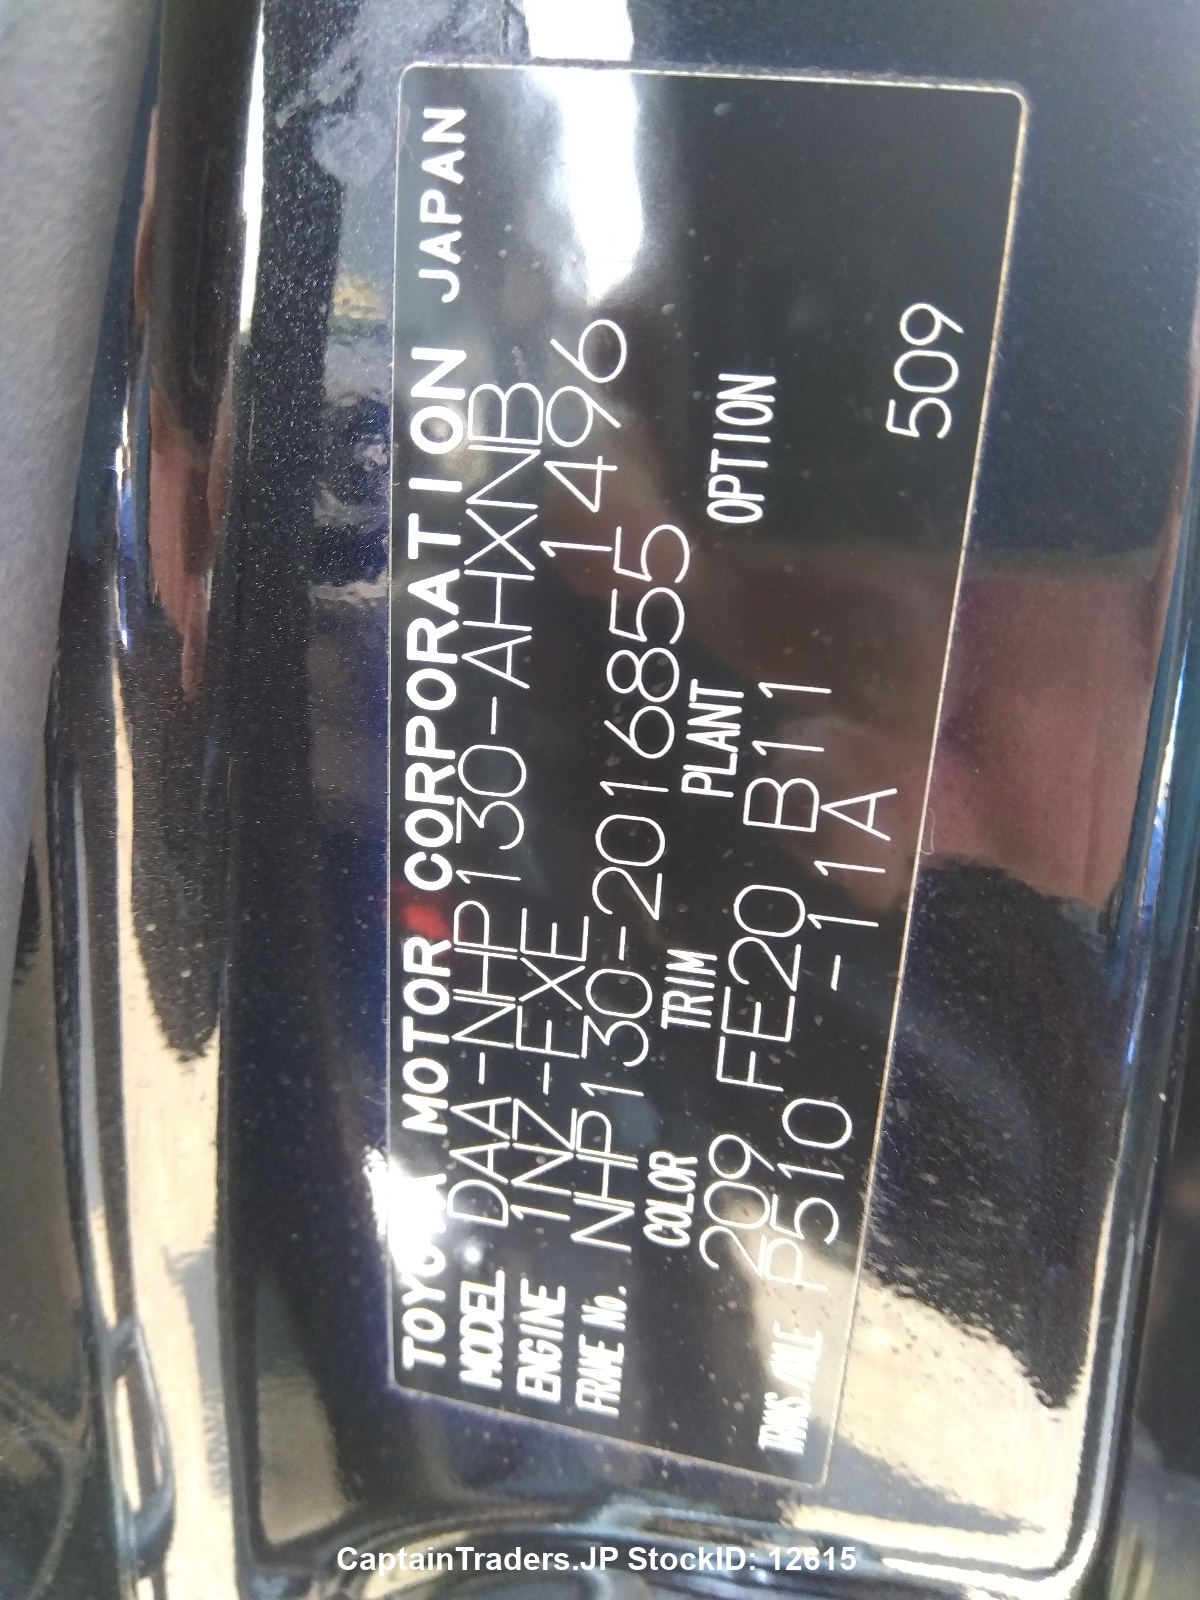 TOYOTA MOTOR CORPORATION JAPAN
MODEL DAA-NHP130-AHXNB
ENGINE 1NZ-FXE 1496
FRAME No. NHP130-2016855
COLOR TRIM PLANT OPTION
209 FE20 B11
TRANS./AXLE P510 -11A 509
CaptainTraders.JP StockID: 12615